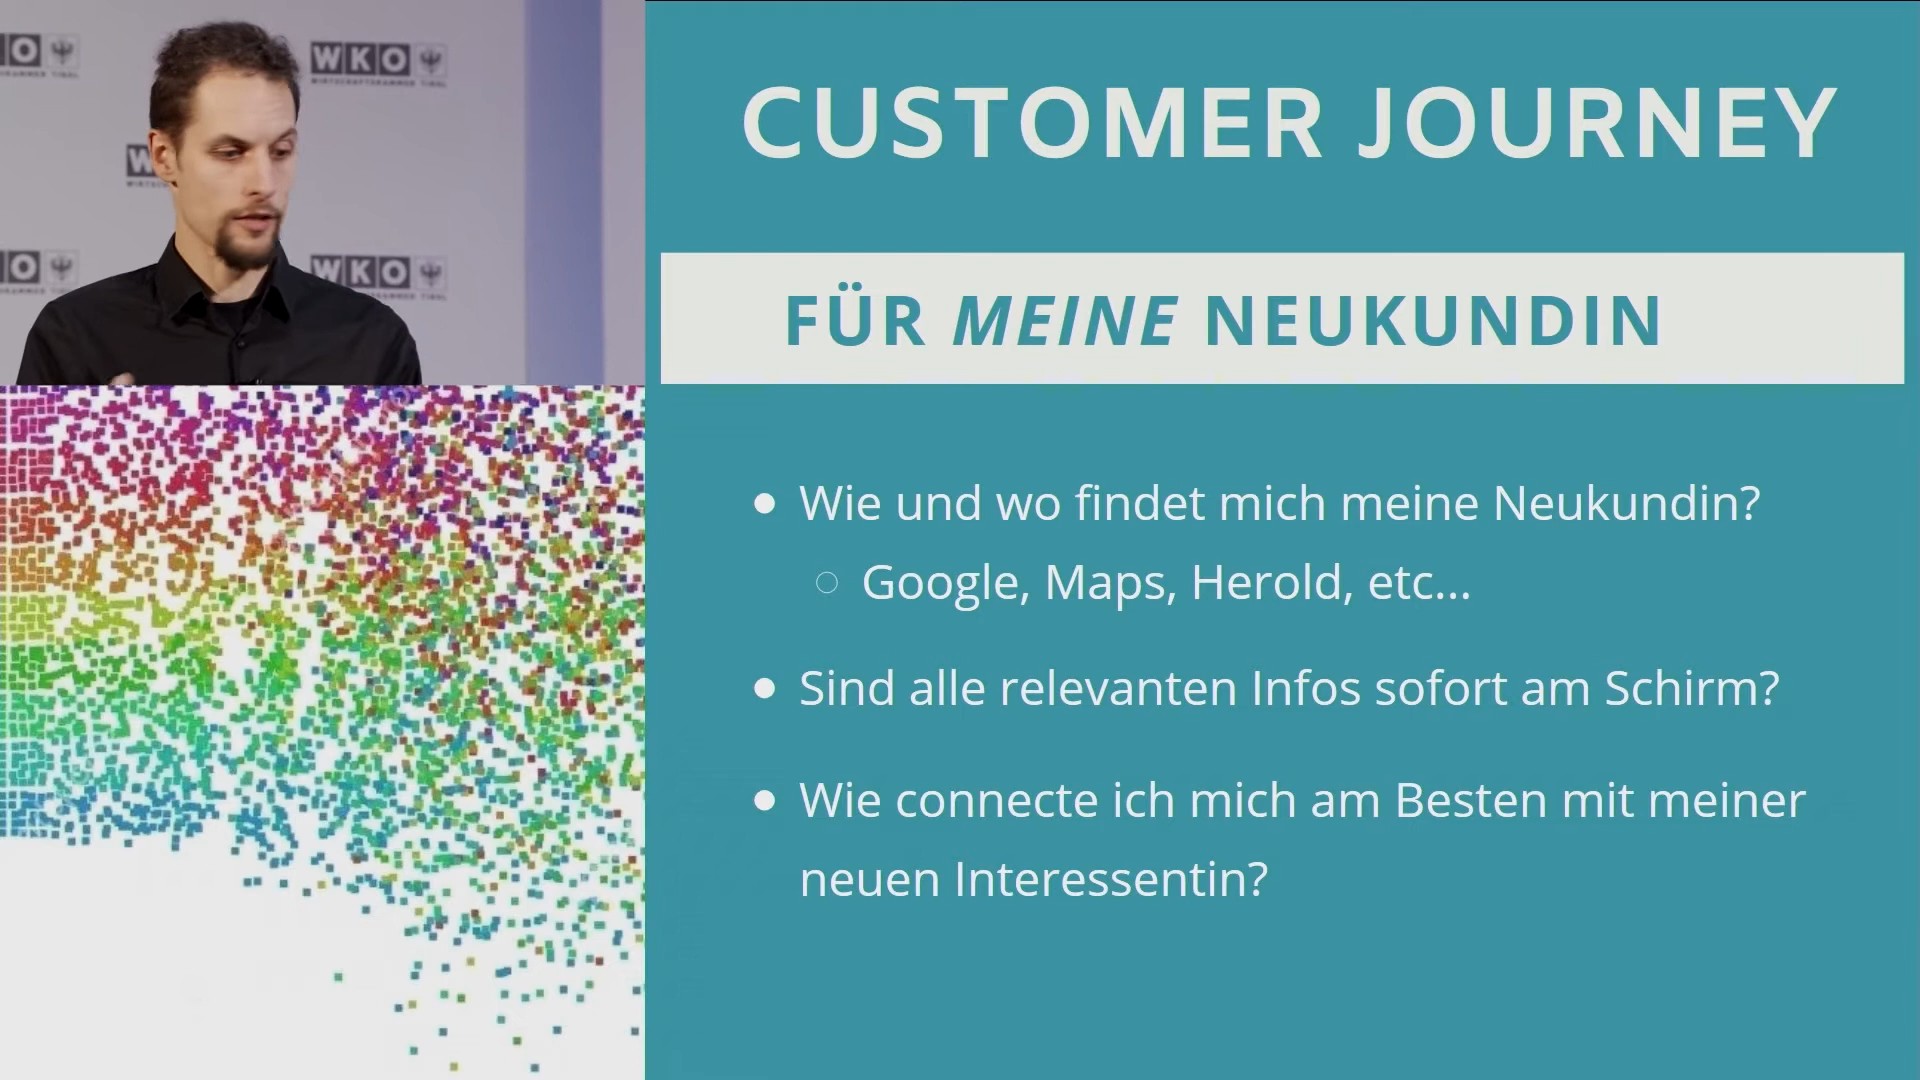 WKO
WIRTSCHAFTSKAMMER TIROL
WKO
CUSTOMER JOURNEY
FÜR MEINE NEUKUNDIN
• Wie und wo findet mich meine Neukundin?
○ Google, Maps, Herold, etc...
• Sind alle relevanten Infos sofort am Schirm?
• Wie connecte ich mich am Besten mit meiner
neuen Interessentin?